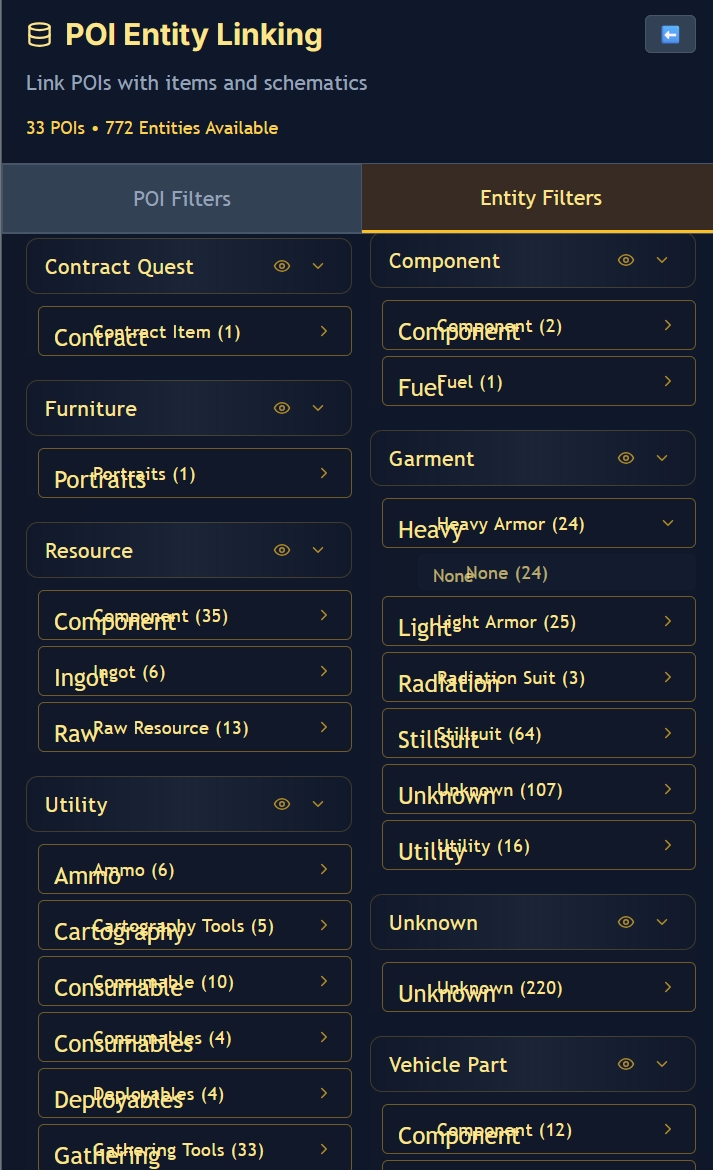 POI Entity Linking
Link POIs with items and schematics
33 POIs • 772 Entities Available
POI Filters
Entity Filters
Contract Quest
Contract
Contract Item (1)
Furniture
Portraits
Portraits (1)
Resource
Component
Component (35)
Ingot
Ingot (6)
Raw
Raw Resource (13)
Utility
Ammo
Ammo (6)
Cartography
Cartography Tools (5)
Consumable
Consumable (10)
Consumables
Consumables (4)
Deployables
Deployables (4)
Gathering
Gathering Tools (33)
Component
Component
Component (2)
Fuel
Fuel (1)
Garment
Heavy
Heavy Armor (24)
None
None (24)
Light
Light Armor (25)
Radiation
Radiation Suit (3)
Stillsuit
Stillsuit (64)
Unknown
Unknown (107)
Utility
Utility (16)
Unknown
Unknown
Unknown (220)
Vehicle Part
Component
Component (12)